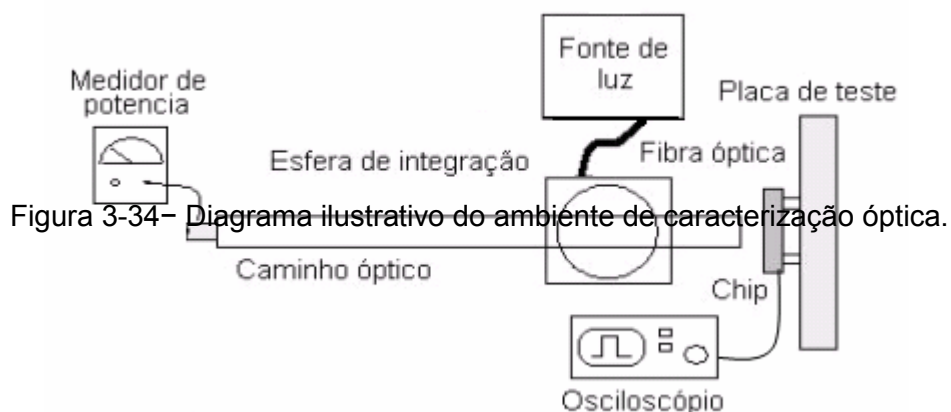 Fonte de
luz
Medidor de
potencia
Placa de teste
Esfera de integração
Fibra óptica
Figura 3-34− Diagrama ilustrativo do ambiente de caracterização óptica.
Caminho óptico
Chip
Osciloscópio